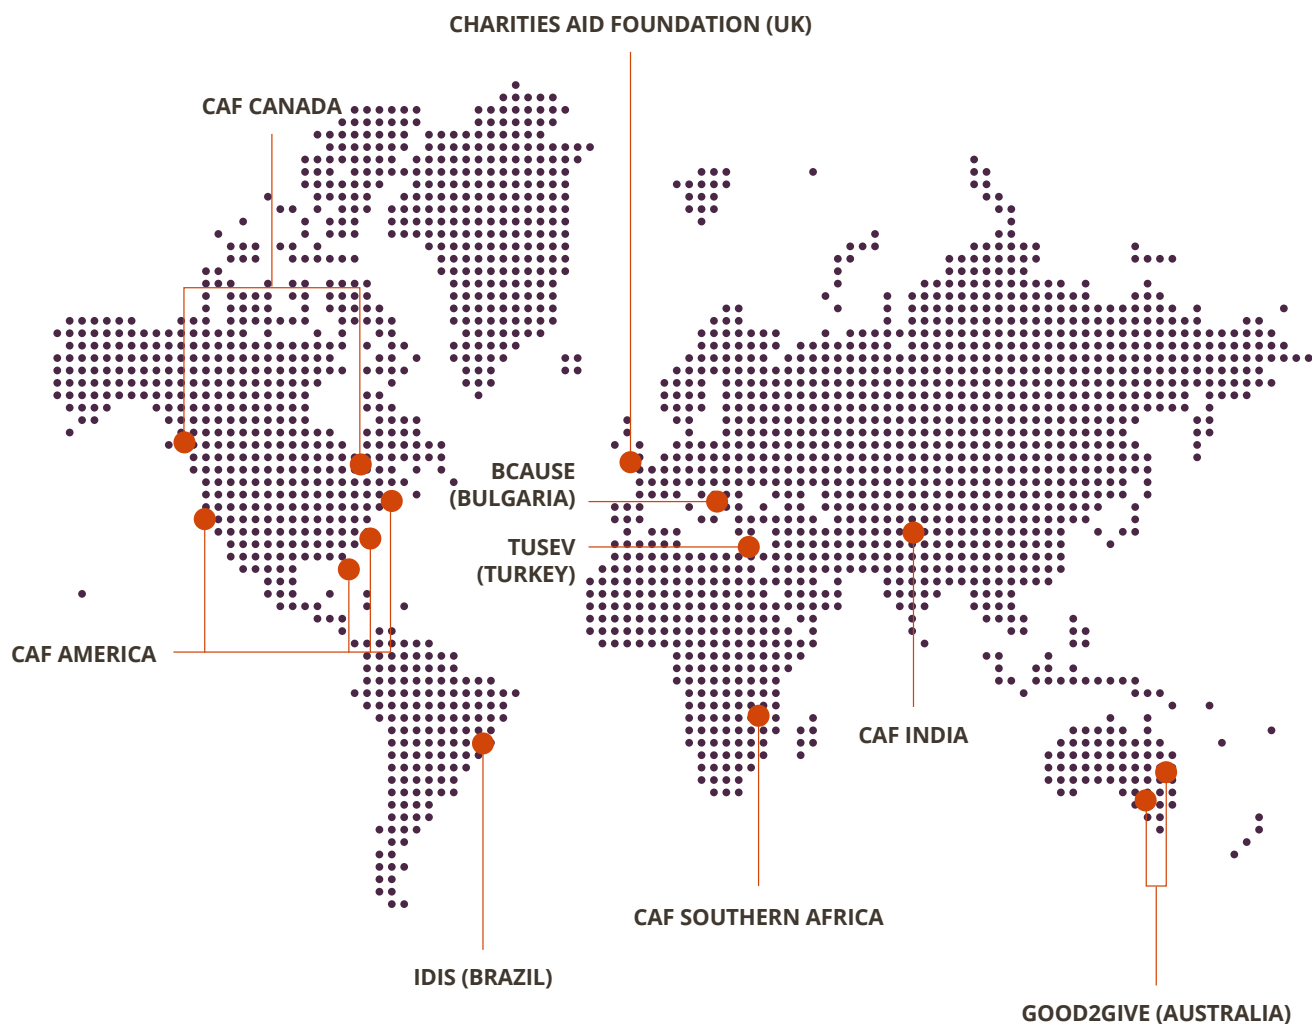 CHARITIES AID FOUNDATION (UK)
CAF CANADA
BCAUSE
(BULGARIA)
TUSEV
(TURKEY)
CAF AMERICA
CAF INDIA
CAF SOUTHERN AFRICA
IDIS (BRAZIL)
GOOD2GIVE (AUSTRALIA)